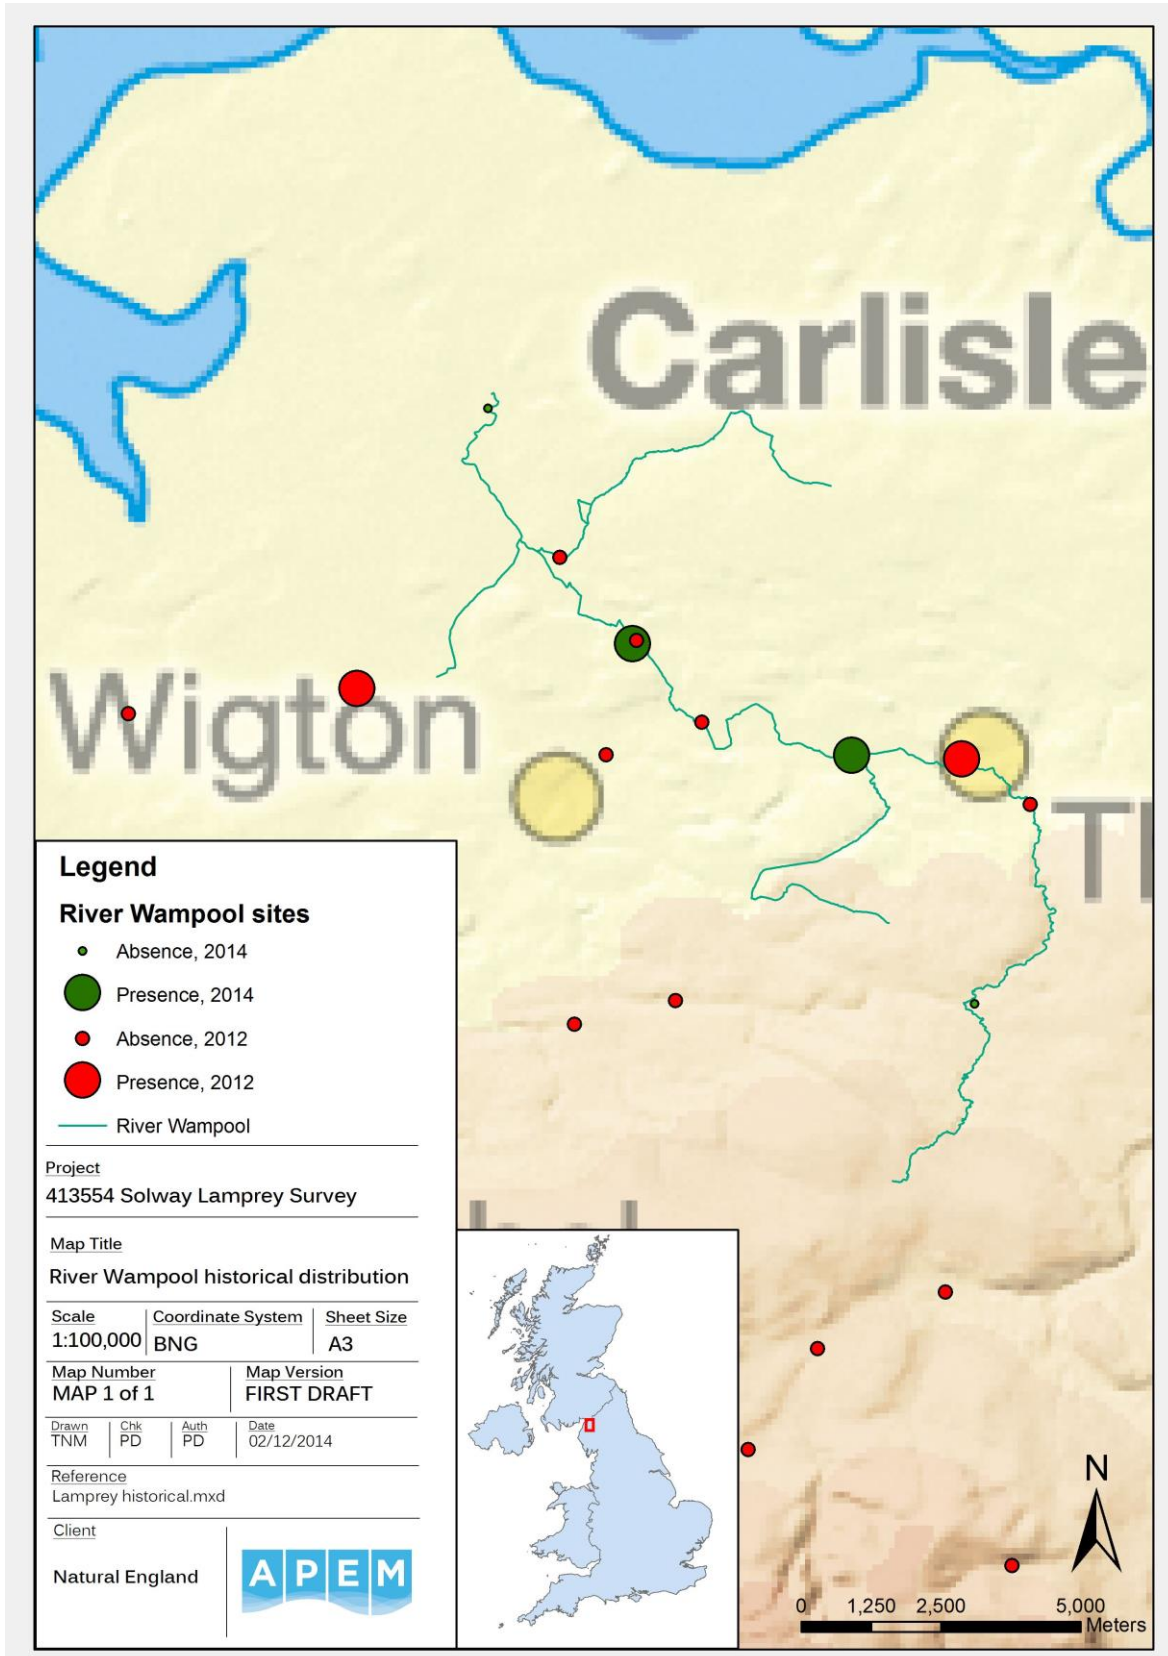 Carlisle
Wigton
Legend
River Wampool sites
Absence, 2014
Presence, 2014
Absence, 2012
Presence, 2012
River Wampool
Project
413554 Solway Lamprey Survey
Map Title
River Wampool historical distribution
Scale
1:100,000
Coordinate System
BNG
Sheet Size
A3
Map Number
MAP 1 of 1
Map Version
FIRST DRAFT
Drawn
TNM
Chk
PD
Auth
PD
Date
02/12/2014
Reference
Lamprey historical.mxd
Client
Natural England
APEM
N
0 1,250 2,500 5,000
Meters